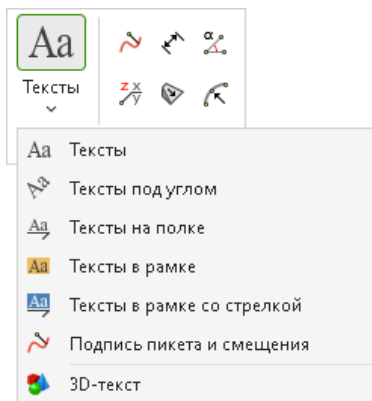 Aa
Тексты
α
z x
y
Aa Тексты
Aa Тексты под углом
Aa Тексты на полке
Aa Тексты в рамке
Aa Тексты в рамке со стрелкой
Подпись пикета и смещения
3D-текст